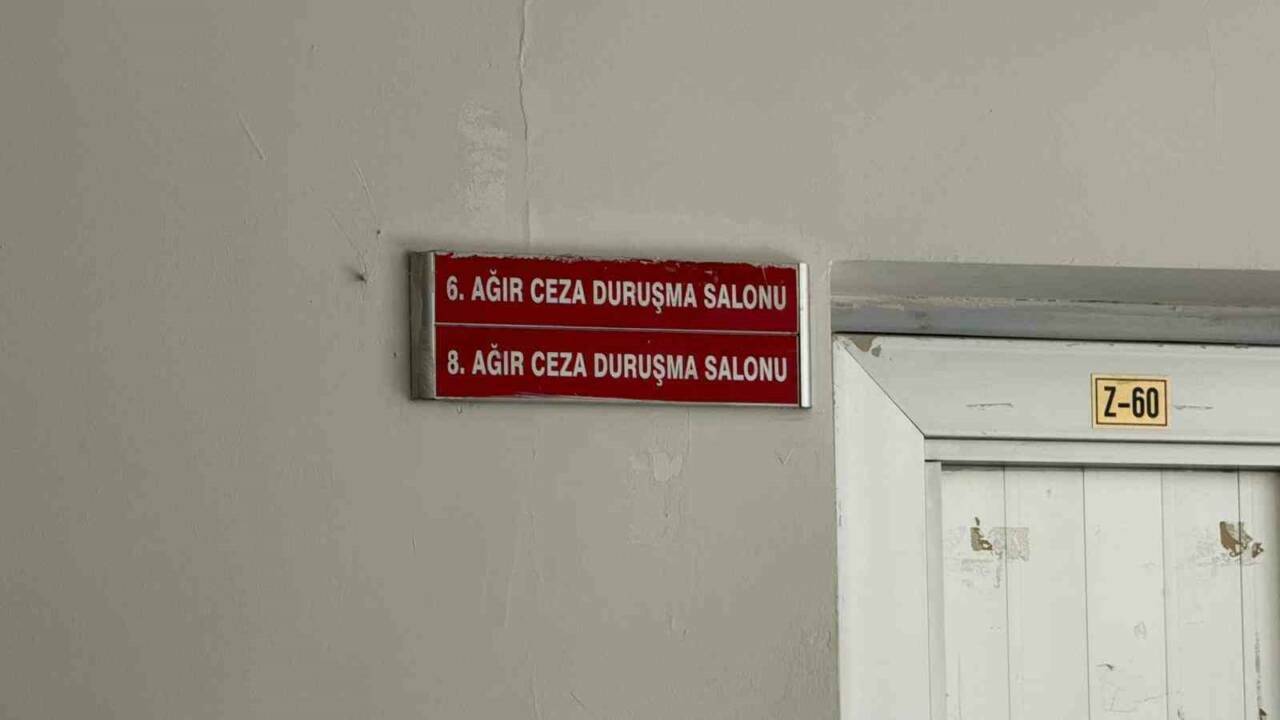 6. AĞIR CEZA DURUŞMA SALONU
8. AĞIR CEZA DURUŞMA SALONU
Z-60